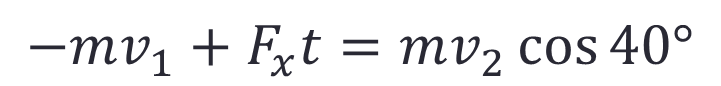 −mv₁ + Fₓt = mv₂ cos 40°